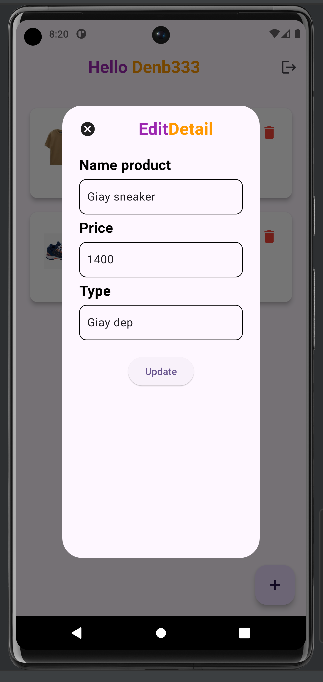 8:20
Hello Denb333
EditDetail
Name product
Giay sneaker
Price
1400
Type
Giay dep
Update
+